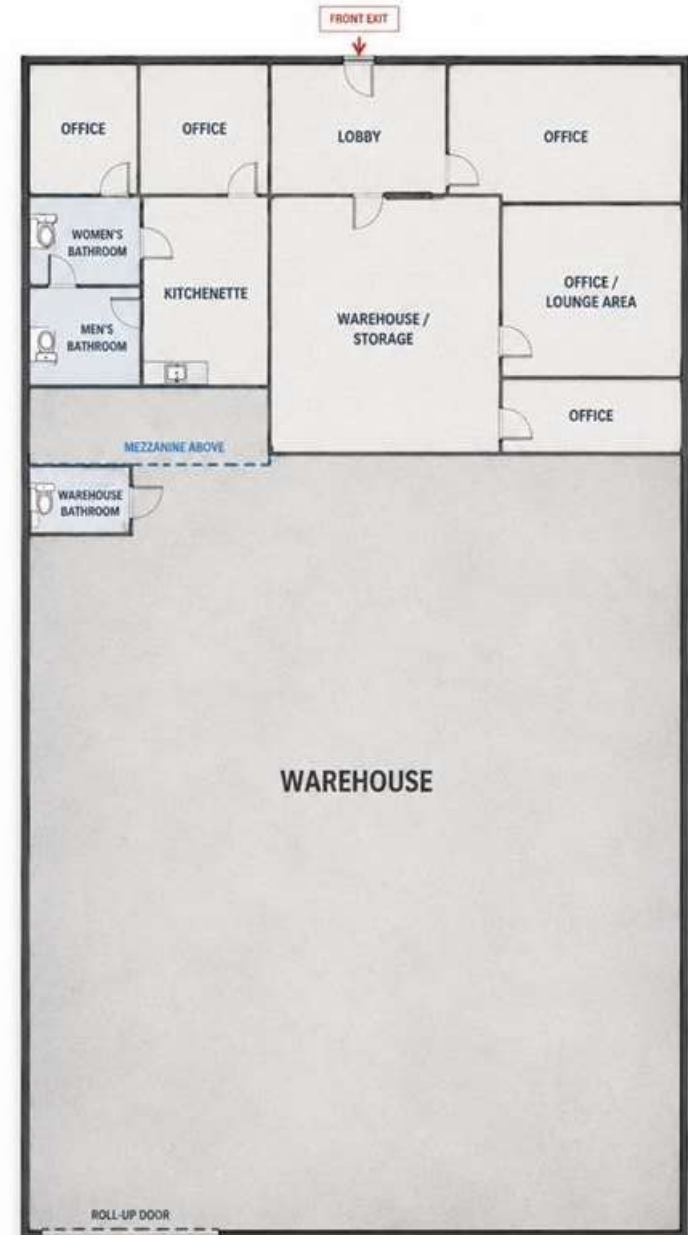 FRONT EXIT
OFFICE
OFFICE
LOBBY
OFFICE
WOMEN'S
BATHROOM
KITCHENETTE
OFFICE /
LOUNGE AREA
MEN'S
BATHROOM
WAREHOUSE /
STORAGE
OFFICE
MEZZANINE ABOVE
WAREHOUSE
BATHROOM
WAREHOUSE
ROLL-UP DOOR